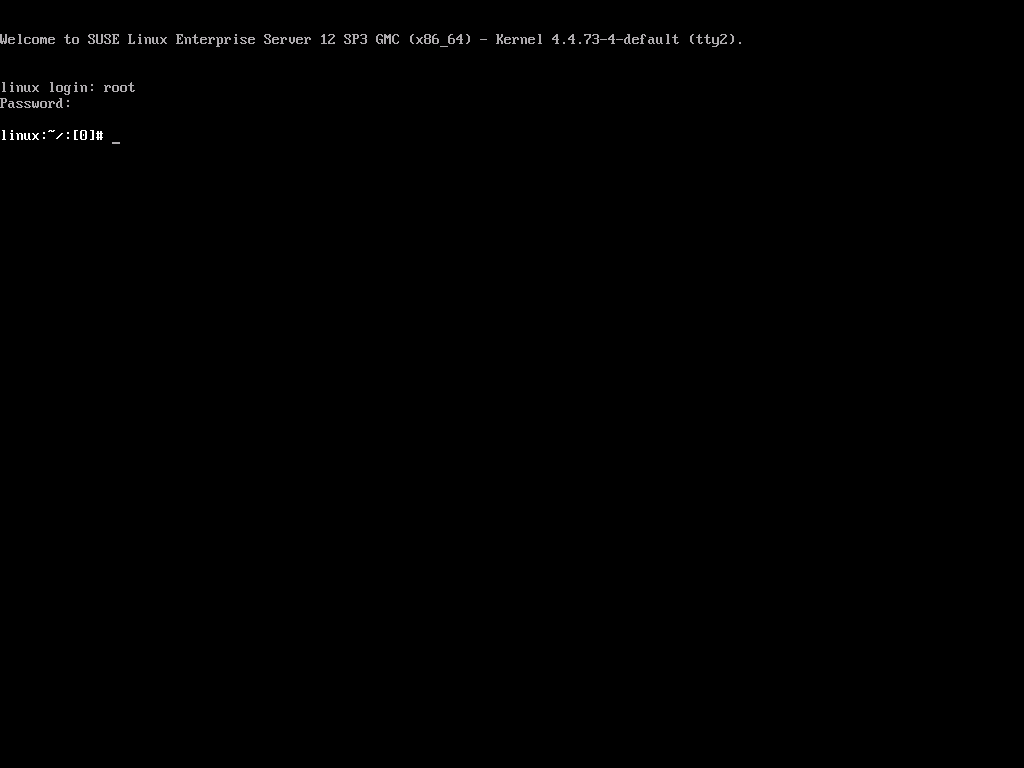 Welcome to SUSE Linux Enterprise Server 12 SP3 GMC (x86_64) - Kernel 4.4.73-4-default (tty2).
linux login: root
Password:
linux:~/:[0]# _